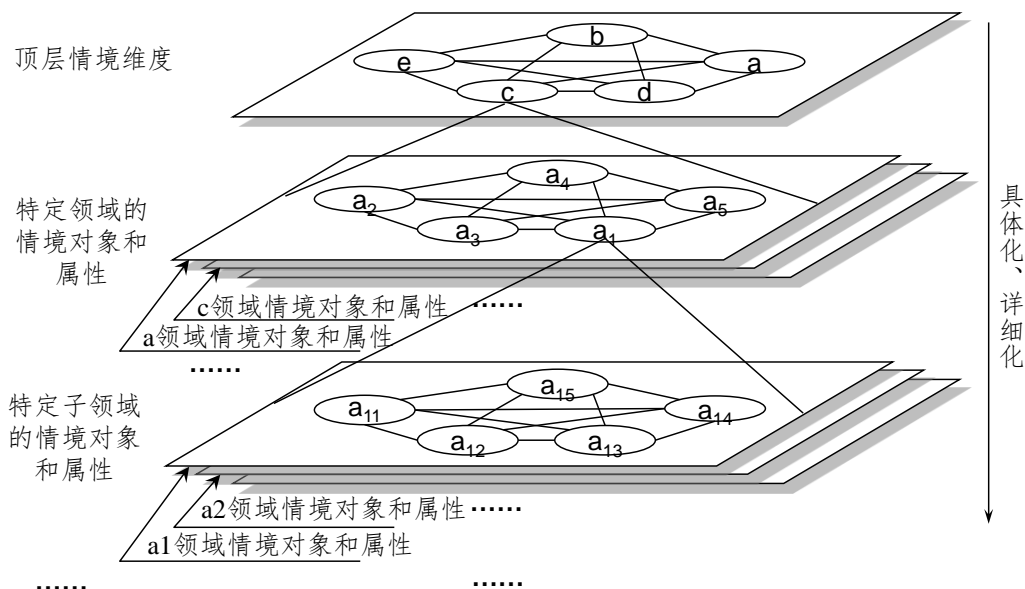 顶层情境维度
b
e
a
c
d
特定领域的
情境对象和
属性
a4
a2
a5
a3
a1
c领域情境对象和属性 ……
a领域情境对象和属性
……
特定子领域
的情境对象
和属性
a15
a11
a14
a12
a13
a2领域情境对象和属性 ……
a1领域情境对象和属性
……
……
具体化、详细化